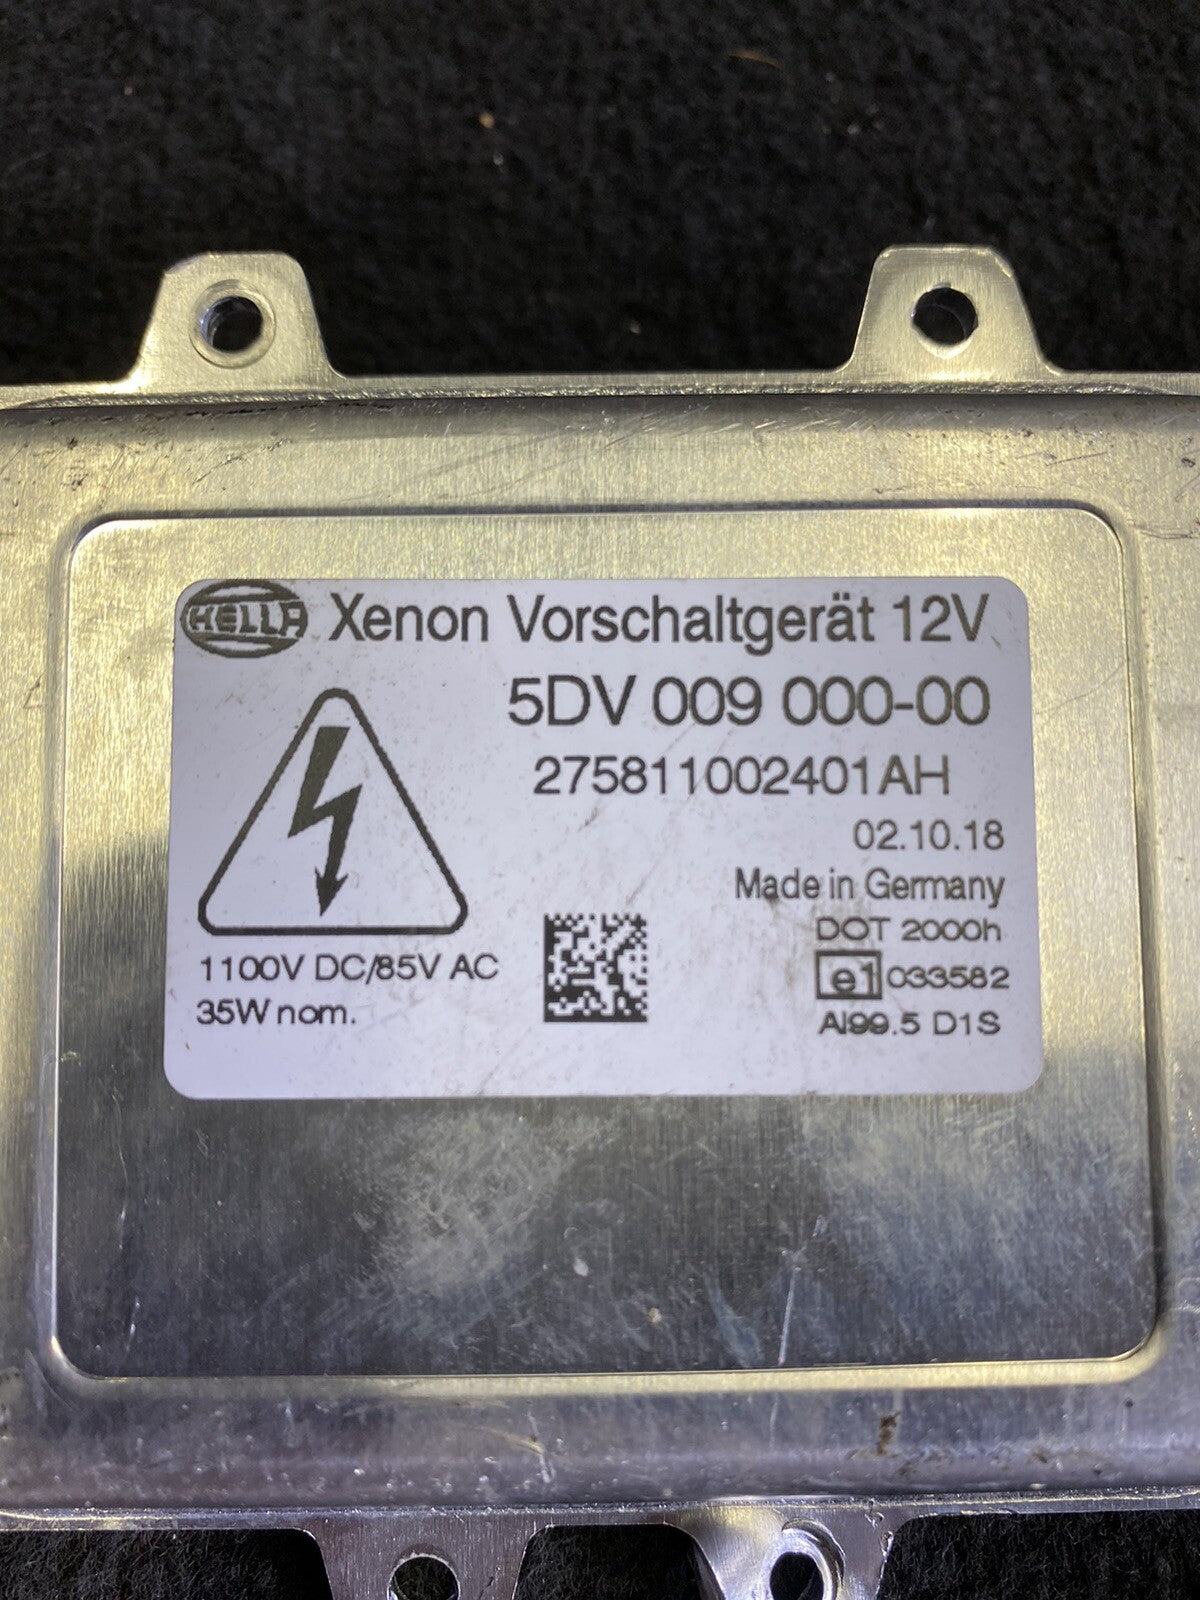 HELLA Xenon Vorschaltgerät 12V
5DV 009 000-00
275811002401AH
02.10.18
Made in Germany
DOT 2000h
e1 033582
Al99.5 D1S
1100V DC/85V AC
35W nom.